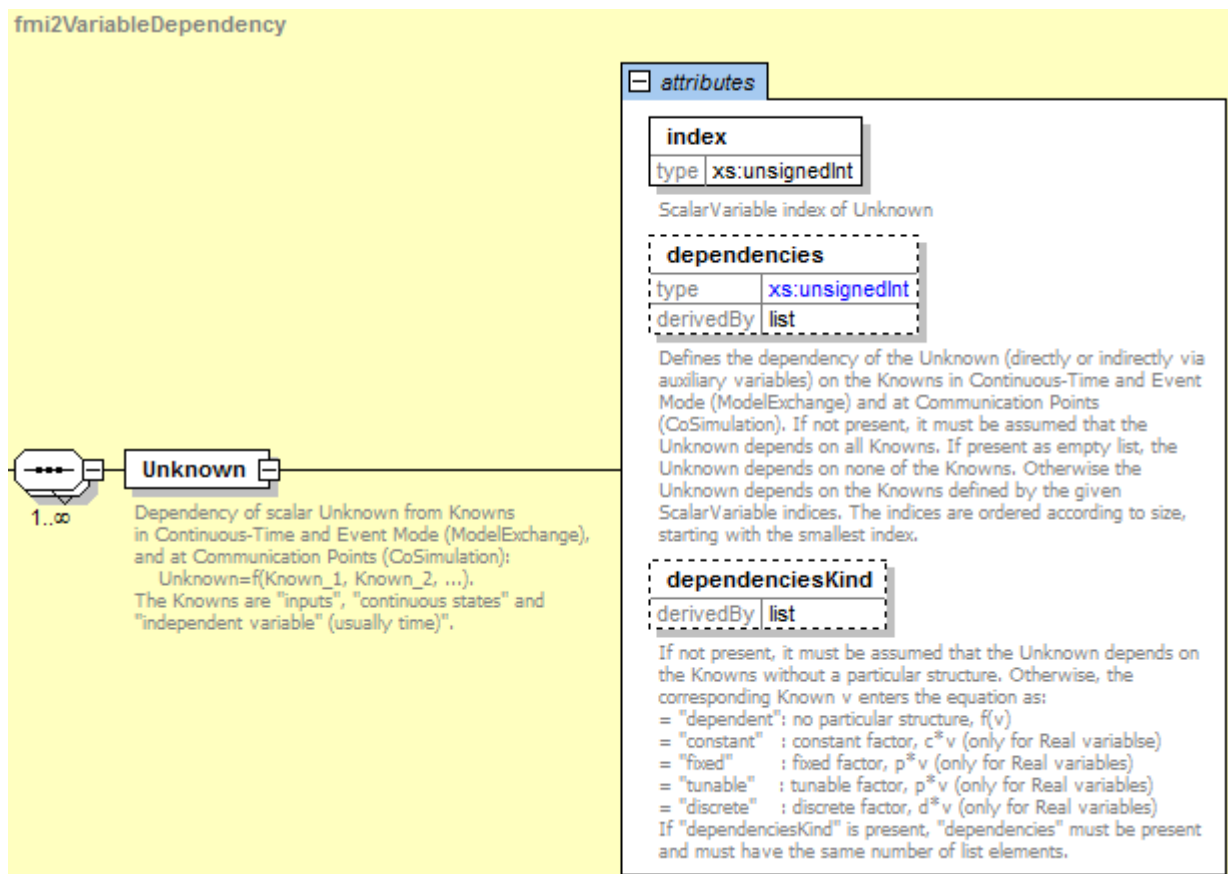 fmi2VariableDependency
attributes
index
type xs:unsignedInt
ScalarVariable index of Unknown
dependencies
type xs:unsignedInt
derivedBy list
Defines the dependency of the Unknown (directly or indirectly via
auxiliary variables) on the Knowns in Continuous-Time and Event
Mode (ModelExchange) and at Communication Points
(CoSimulation). If not present, it must be assumed that the
Unknown depends on all Knowns. If present as empty list, the
Unknown depends on none of the Knowns. Otherwise the
Unknown depends on the Knowns defined by the given
ScalarVariable indices. The indices are ordered according to size,
starting with the smallest index.
Unknown
1..∞
Dependency of scalar Unknown from Knowns
in Continuous-Time and Event Mode (ModelExchange),
and at Communication Points (CoSimulation):
Unknown=f(Known_1, Known_2, ...).
The Knowns are "inputs", "continuous states" and
"independent variable" (usually time)".
dependenciesKind
derivedBy list
If not present, it must be assumed that the Unknown depends on
the Knowns without a particular structure. Otherwise, the
corresponding Known v enters the equation as:
= "dependent": no particular structure, f(v)
= "constant" : constant factor, c*v (only for Real variablse)
= "fixed" : fixed factor, p*v (only for Real variables)
= "tunable" : tunable factor, p*v (only for Real variables)
= "discrete" : discrete factor, d*v (only for Real variables)
If "dependenciesKind" is present, "dependencies" must be present
and must have the same number of list elements.